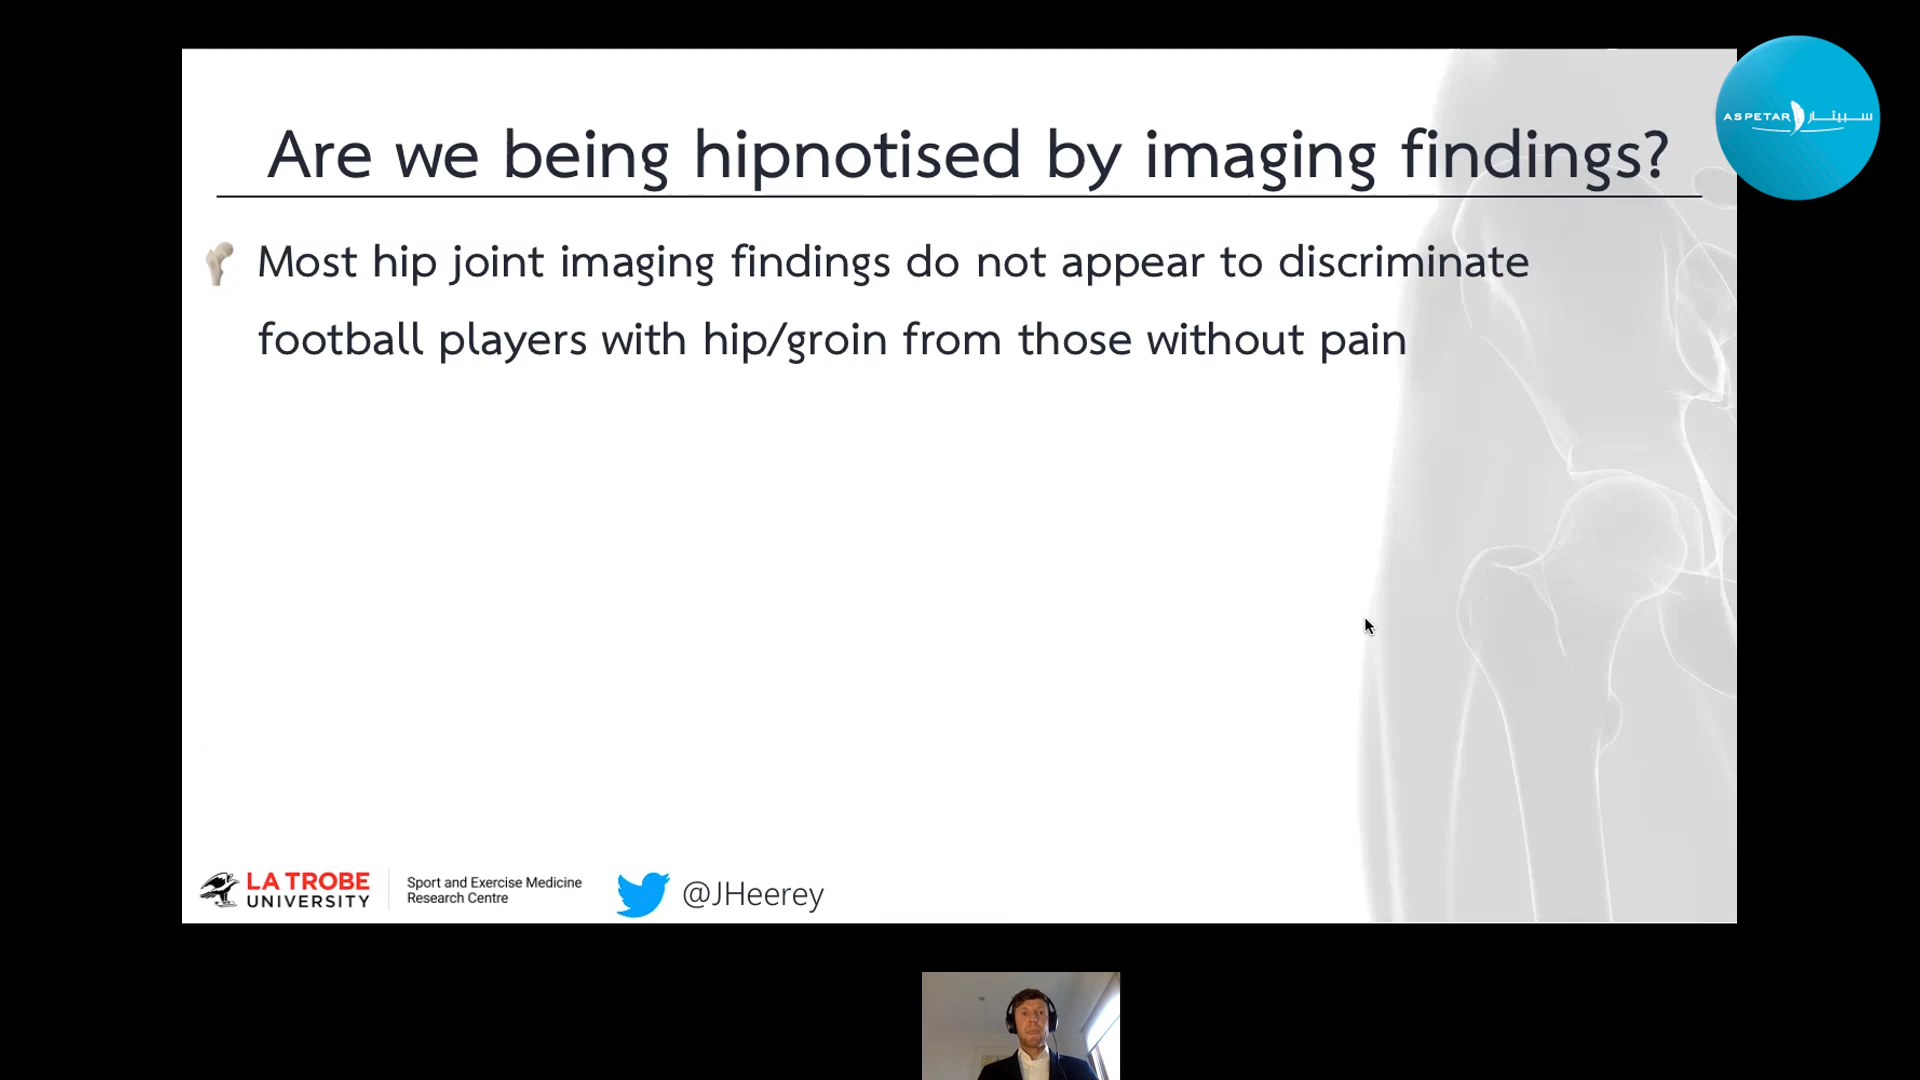 Are we being hipnotised by imaging findings?
ASPETAR سبيتار
Most hip joint imaging findings do not appear to discriminate
football players with hip/groin from those without pain
LA TROBE
UNIVERSITY
Sport and Exercise Medicine
Research Centre
@JHeerey